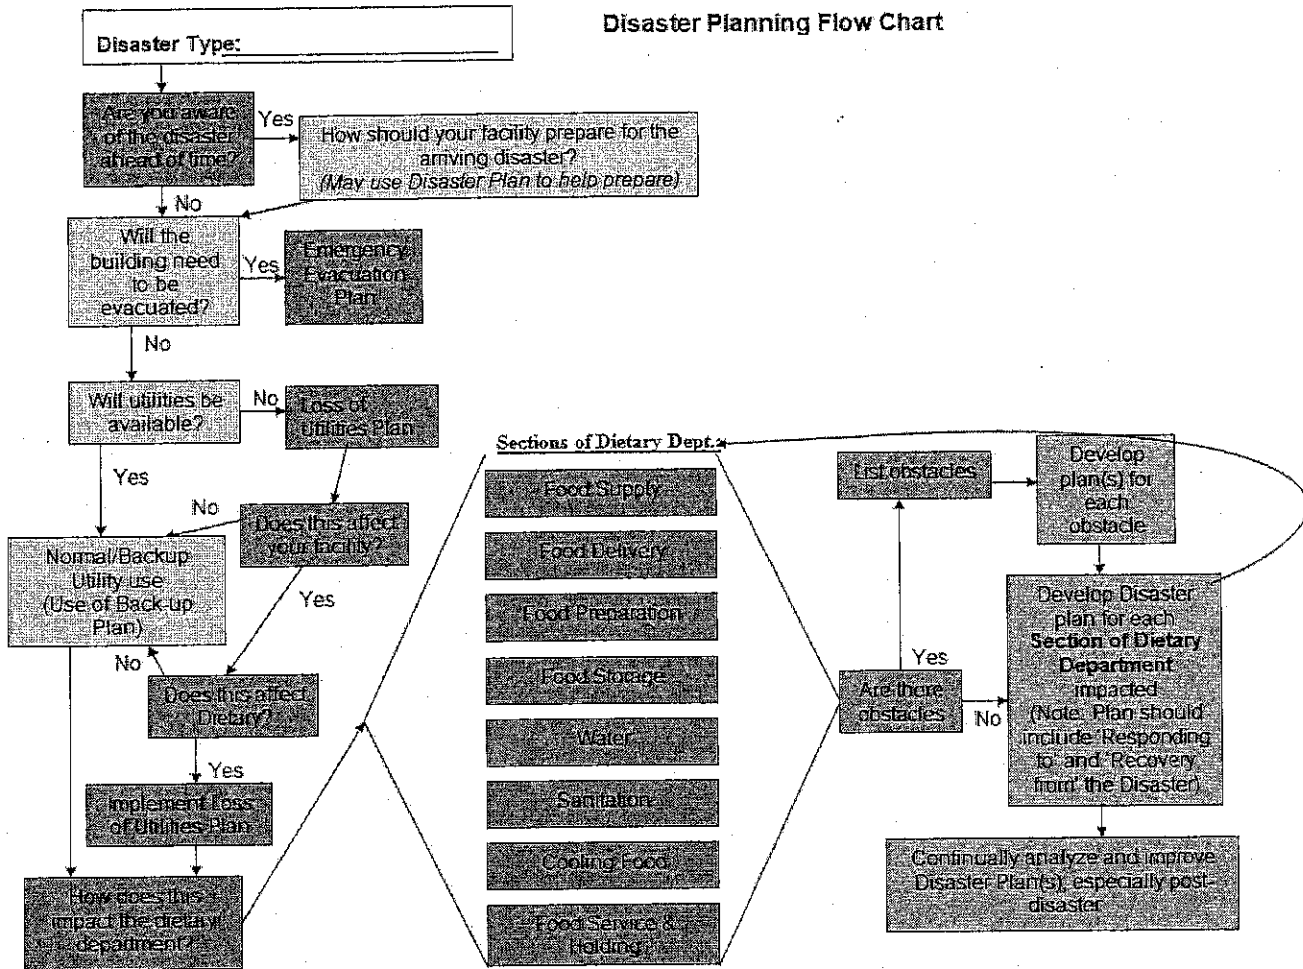 Disaster Planning Flow Chart
Disaster Type:
Are you aware
of the disaster
ahead of time?
Yes
How should your facility prepare for the
arriving disaster?
(May use Disaster Plan to help prepare)
No
Will the
building need
to be
evacuated?
Yes
Emergency
Evacuation
Plan
No
Will utilities be
available?
No
Loss of
Utilities Plan
Yes
No
Does this affect
your facility?
Normal/Backup
Utility use
(Use of Back-up
Plan)
Yes
No
Does this affect
Dietary?
Yes
Implement Loss
of Utilities Plan
How does this
impact the dietary
department?
Sections of Dietary Dept.:
Food Supply
Food Delivery
Food Preparation
Food Storage
Water
Sanitation
Cooling Food
Food Service &
Holding
List obstacles
Develop
plan(s) for
each
obstacle
Yes
Are there
obstacles
No
Develop Disaster
plan for each
Section of Dietary
Department
impacted
(Note: Plan should
include 'Responding
to' and 'Recovery
from' the Disaster)
Continually analyze and improve
Disaster Plan(s), especially post-
disaster